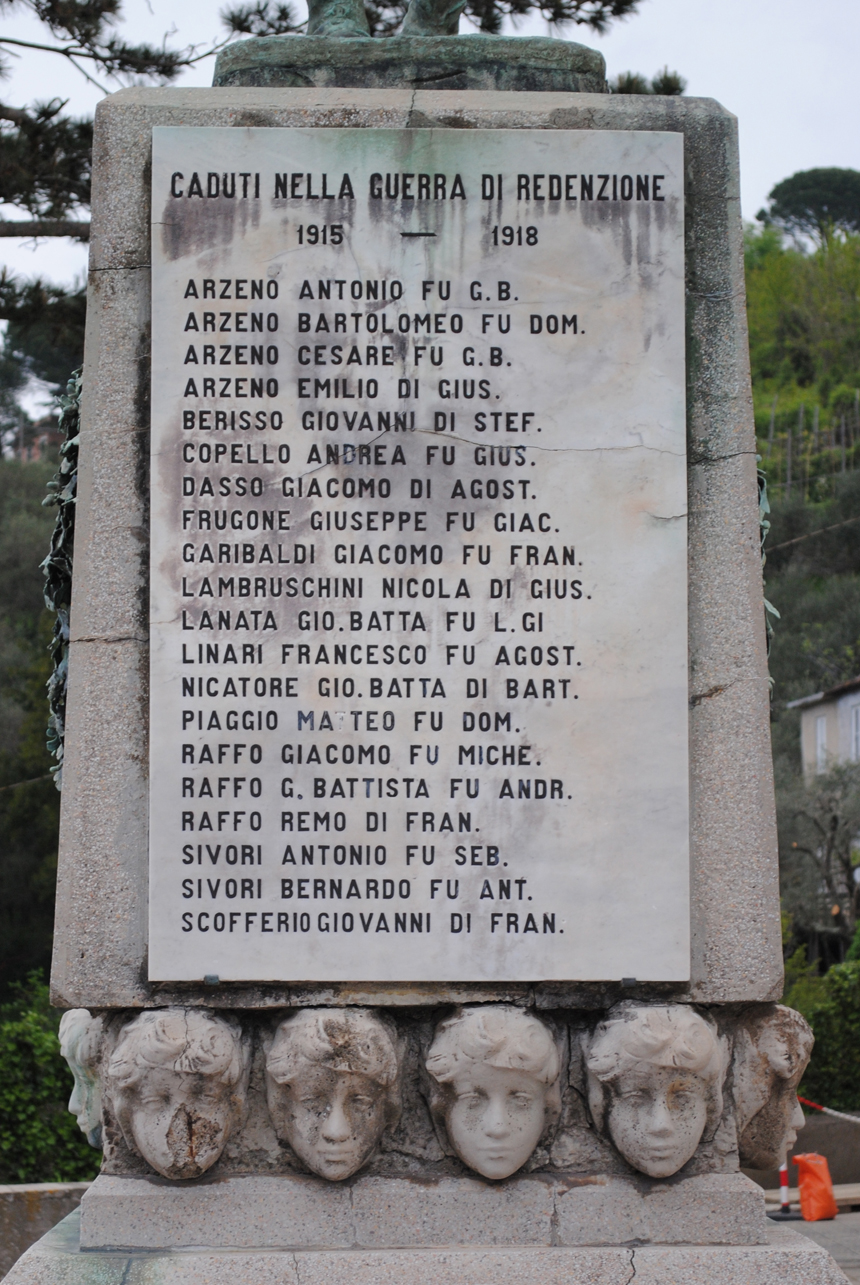 CADUTI NELLA GUERRA DI REDENZIONE
1915 — 1918
ARZENO ANTONIO FU G.B.
ARZENO BARTOLOMEO FU DOM.
ARZENO CESARE FU G.B.
ARZENO EMILIO DI GIUS.
BERISSO GIOVANNI DI STEF.
COPELLO ANDREA FU GIUS.
DASSO GIACOMO DI AGOST.
FRUGONE GIUSEPPE FU GIAC.
GARIBALDI GIACOMO FU FRAN.
LAMBRUSCHINI NICOLA DI GIUS.
LANATA GIO.BATTA FU L.GI
LINARI FRANCESCO FU AGOST.
NICATORE GIO.BATTA DI BART.
PIAGGIO MATTEO FU DOM.
RAFFO GIACOMO FU MICHE.
RAFFO G. BATTISTA FU ANDR.
RAFFO REMO DI FRAN.
SIVORI ANTONIO FU SEB.
SIVORI BERNARDO FU ANT.
SCOFFERIO GIOVANNI DI FRAN.